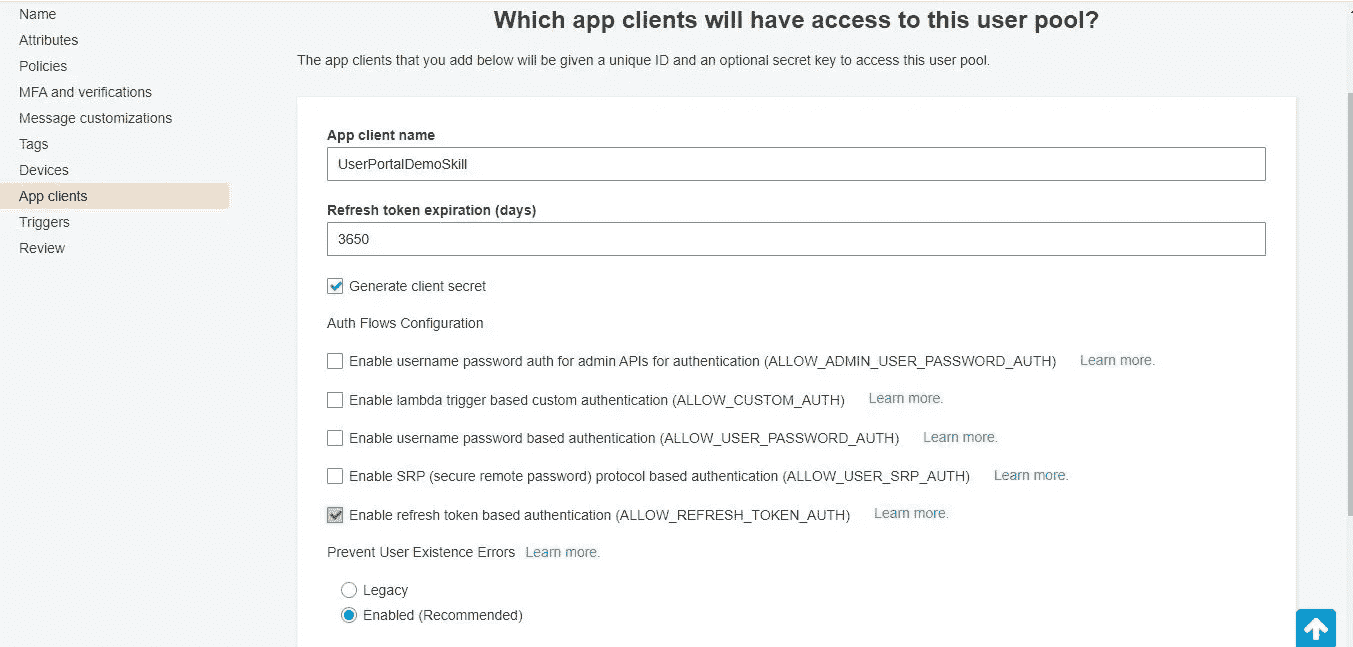 Name
Attributes
Policies
MFA and verifications
Message customizations
Tags
Devices
App clients
Triggers
Review
Which app clients will have access to this user pool?
The app clients that you add below will be given a unique ID and an optional secret key to access this user pool.
App client name
UserPortalDemoSkill
Refresh token expiration (days)
3650
Generate client secret
Auth Flows Configuration
Enable username password auth for admin APIs for authentication (ALLOW_ADMIN_USER_PASSWORD_AUTH) Learn more.
Enable lambda trigger based custom authentication (ALLOW_CUSTOM_AUTH) Learn more.
Enable username password based authentication (ALLOW_USER_PASSWORD_AUTH) Learn more.
Enable SRP (secure remote password) protocol based authentication (ALLOW_USER_SRP_AUTH) Learn more.
Enable refresh token based authentication (ALLOW_REFRESH_TOKEN_AUTH) Learn more.
Prevent User Existence Errors Learn more.
Legacy
Enabled (Recommended)